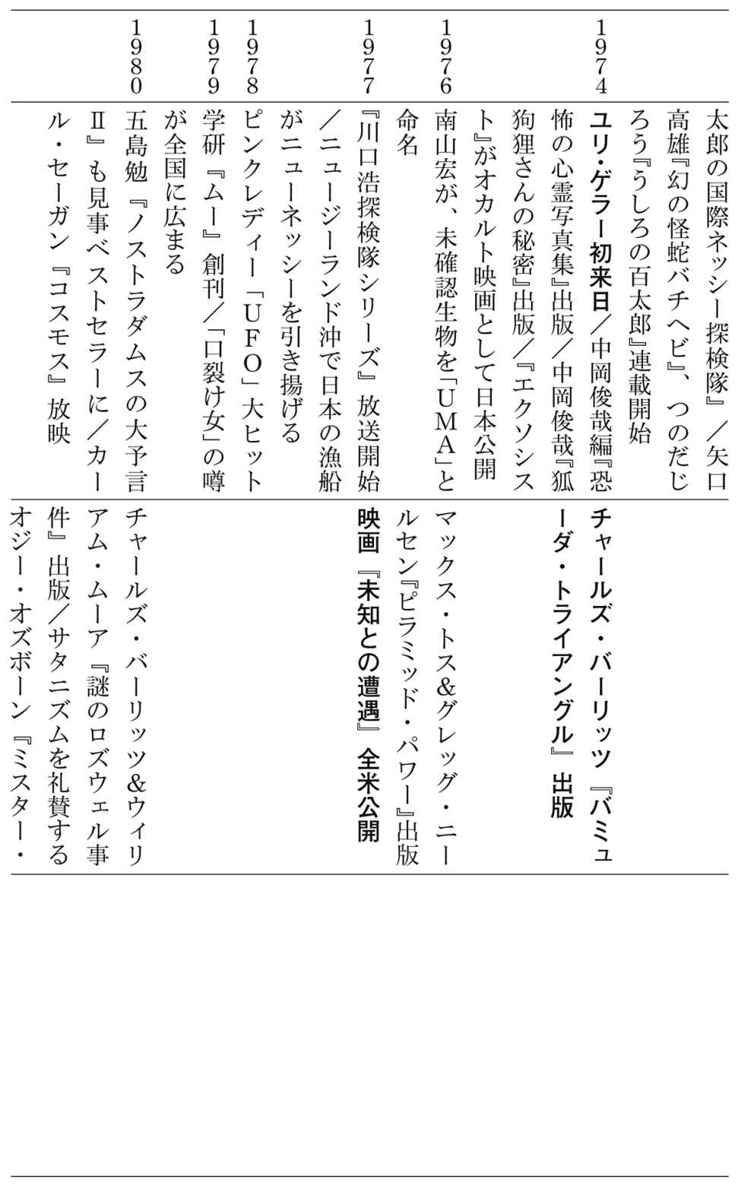 太郎の国際ネッシー探検隊』／矢口
高雄『幻の怪蛇バチヘビ』、つのだじ
ろう『うしろの百太郎』連載開始
1974
ユリ・ゲラー初来日／中岡俊哉編『恐
怖の心霊写真集』出版／中岡俊哉『狐
狗狸さんの秘密』出版／『エクソシス
ト』がオカルト映画として日本公開
チャールズ・バーリッツ『バミュ
ーダ・トライアングル』出版
1976
南山宏が、未確認生物を「UMA」と
命名
マックス・トス&グレッグ・ニー
ルセン『ピラミッド・パワー』出版
1977
『川口浩探検隊シリーズ』放送開始
／ニュージーランド沖で日本の漁船
がニューネッシーを引き揚げる
映画『未知との遭遇』全米公開
1978
ピンクレディー「UFO」大ヒット
1979
学研『ムー』創刊／「口裂け女」の噂
が全国に広まる
1980
五島勉『ノストラダムスの大予言
Ⅱ』も見事ベストセラーに／カー
ル・セーガン『コスモス』放映
チャールズ・バーリッツ&ウィリ
アム・ムーア『謎のロズウェル事
件』出版／サタニズムを礼賛する
オジー・オズボーン『ミスター・